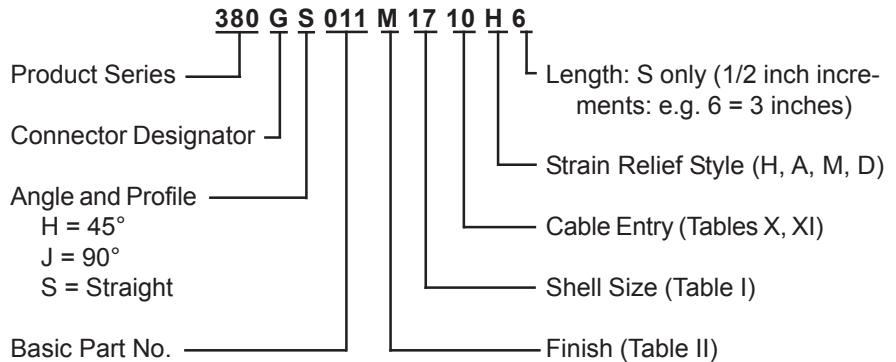 380 G S 011 M 17 10 H 6
Product Series
Connector Designator
Angle and Profile
H = 45°
J = 90°
S = Straight
Basic Part No.
Length: S only (1/2 inch incre-
ments: e.g. 6 = 3 inches)
Strain Relief Style (H, A, M, D)
Cable Entry (Tables X, XI)
Shell Size (Table I)
Finish (Table II)